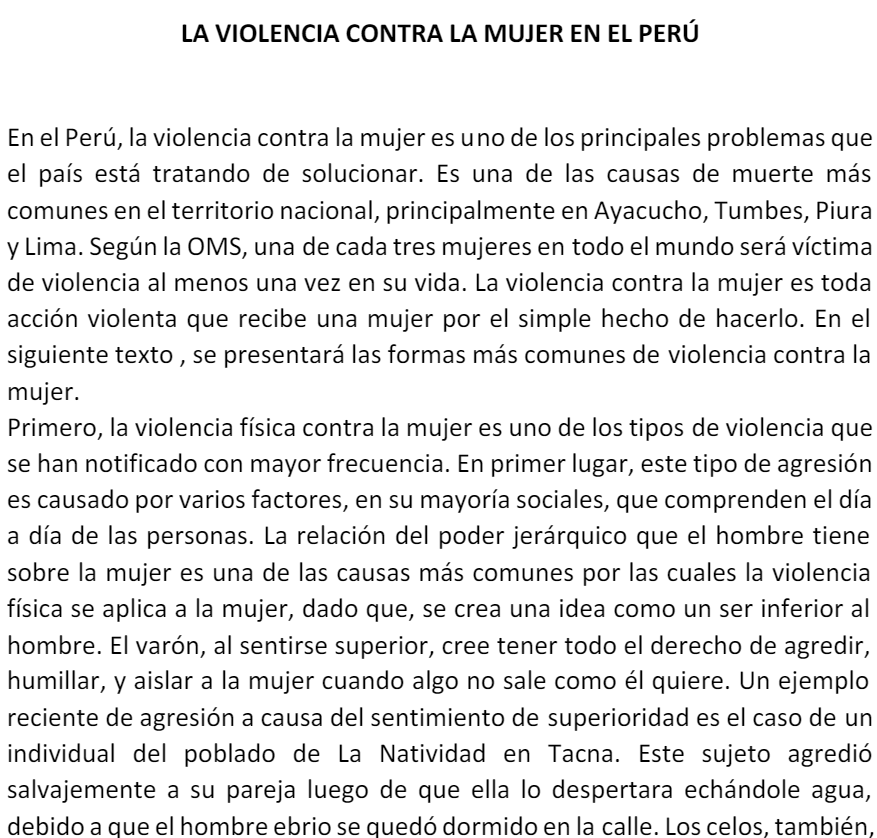 LA VIOLENCIA CONTRA LA MUJER EN EL PERÚ
En el Perú, la violencia contra la mujer es uno de los principales problemas que
el país está tratando de solucionar. Es una de las causas de muerte más
comunes en el territorio nacional, principalmente en Ayacucho, Tumbes, Piura
y Lima. Según la OMS, una de cada tres mujeres en todo el mundo será víctima
de violencia al menos una vez en su vida. La violencia contra la mujer es toda
acción violenta que recibe una mujer por el simple hecho de hacerlo. En el
siguiente texto , se presentará las formas más comunes de violencia contra la
mujer.
Primero, la violencia física contra la mujer es uno de los tipos de violencia que
se han notificado con mayor frecuencia. En primer lugar, este tipo de agresión
es causado por varios factores, en su mayoría sociales, que comprenden el día
a día de las personas. La relación del poder jerárquico que el hombre tiene
sobre la mujer es una de las causas más comunes por las cuales la violencia
física se aplica a la mujer, dado que, se crea una idea como un ser inferior al
hombre. El varón, al sentirse superior, cree tener todo el derecho de agredir,
humillar, y aislar a la mujer cuando algo no sale como él quiere. Un ejemplo
reciente de agresión a causa del sentimiento de superioridad es el caso de un
individual del poblado de La Natividad en Tacna. Este sujeto agredió
salvajemente a su pareja luego de que ella lo despertara echándole agua,
debido a que el hombre ebrio se quedó dormido en la calle. Los celos, también,